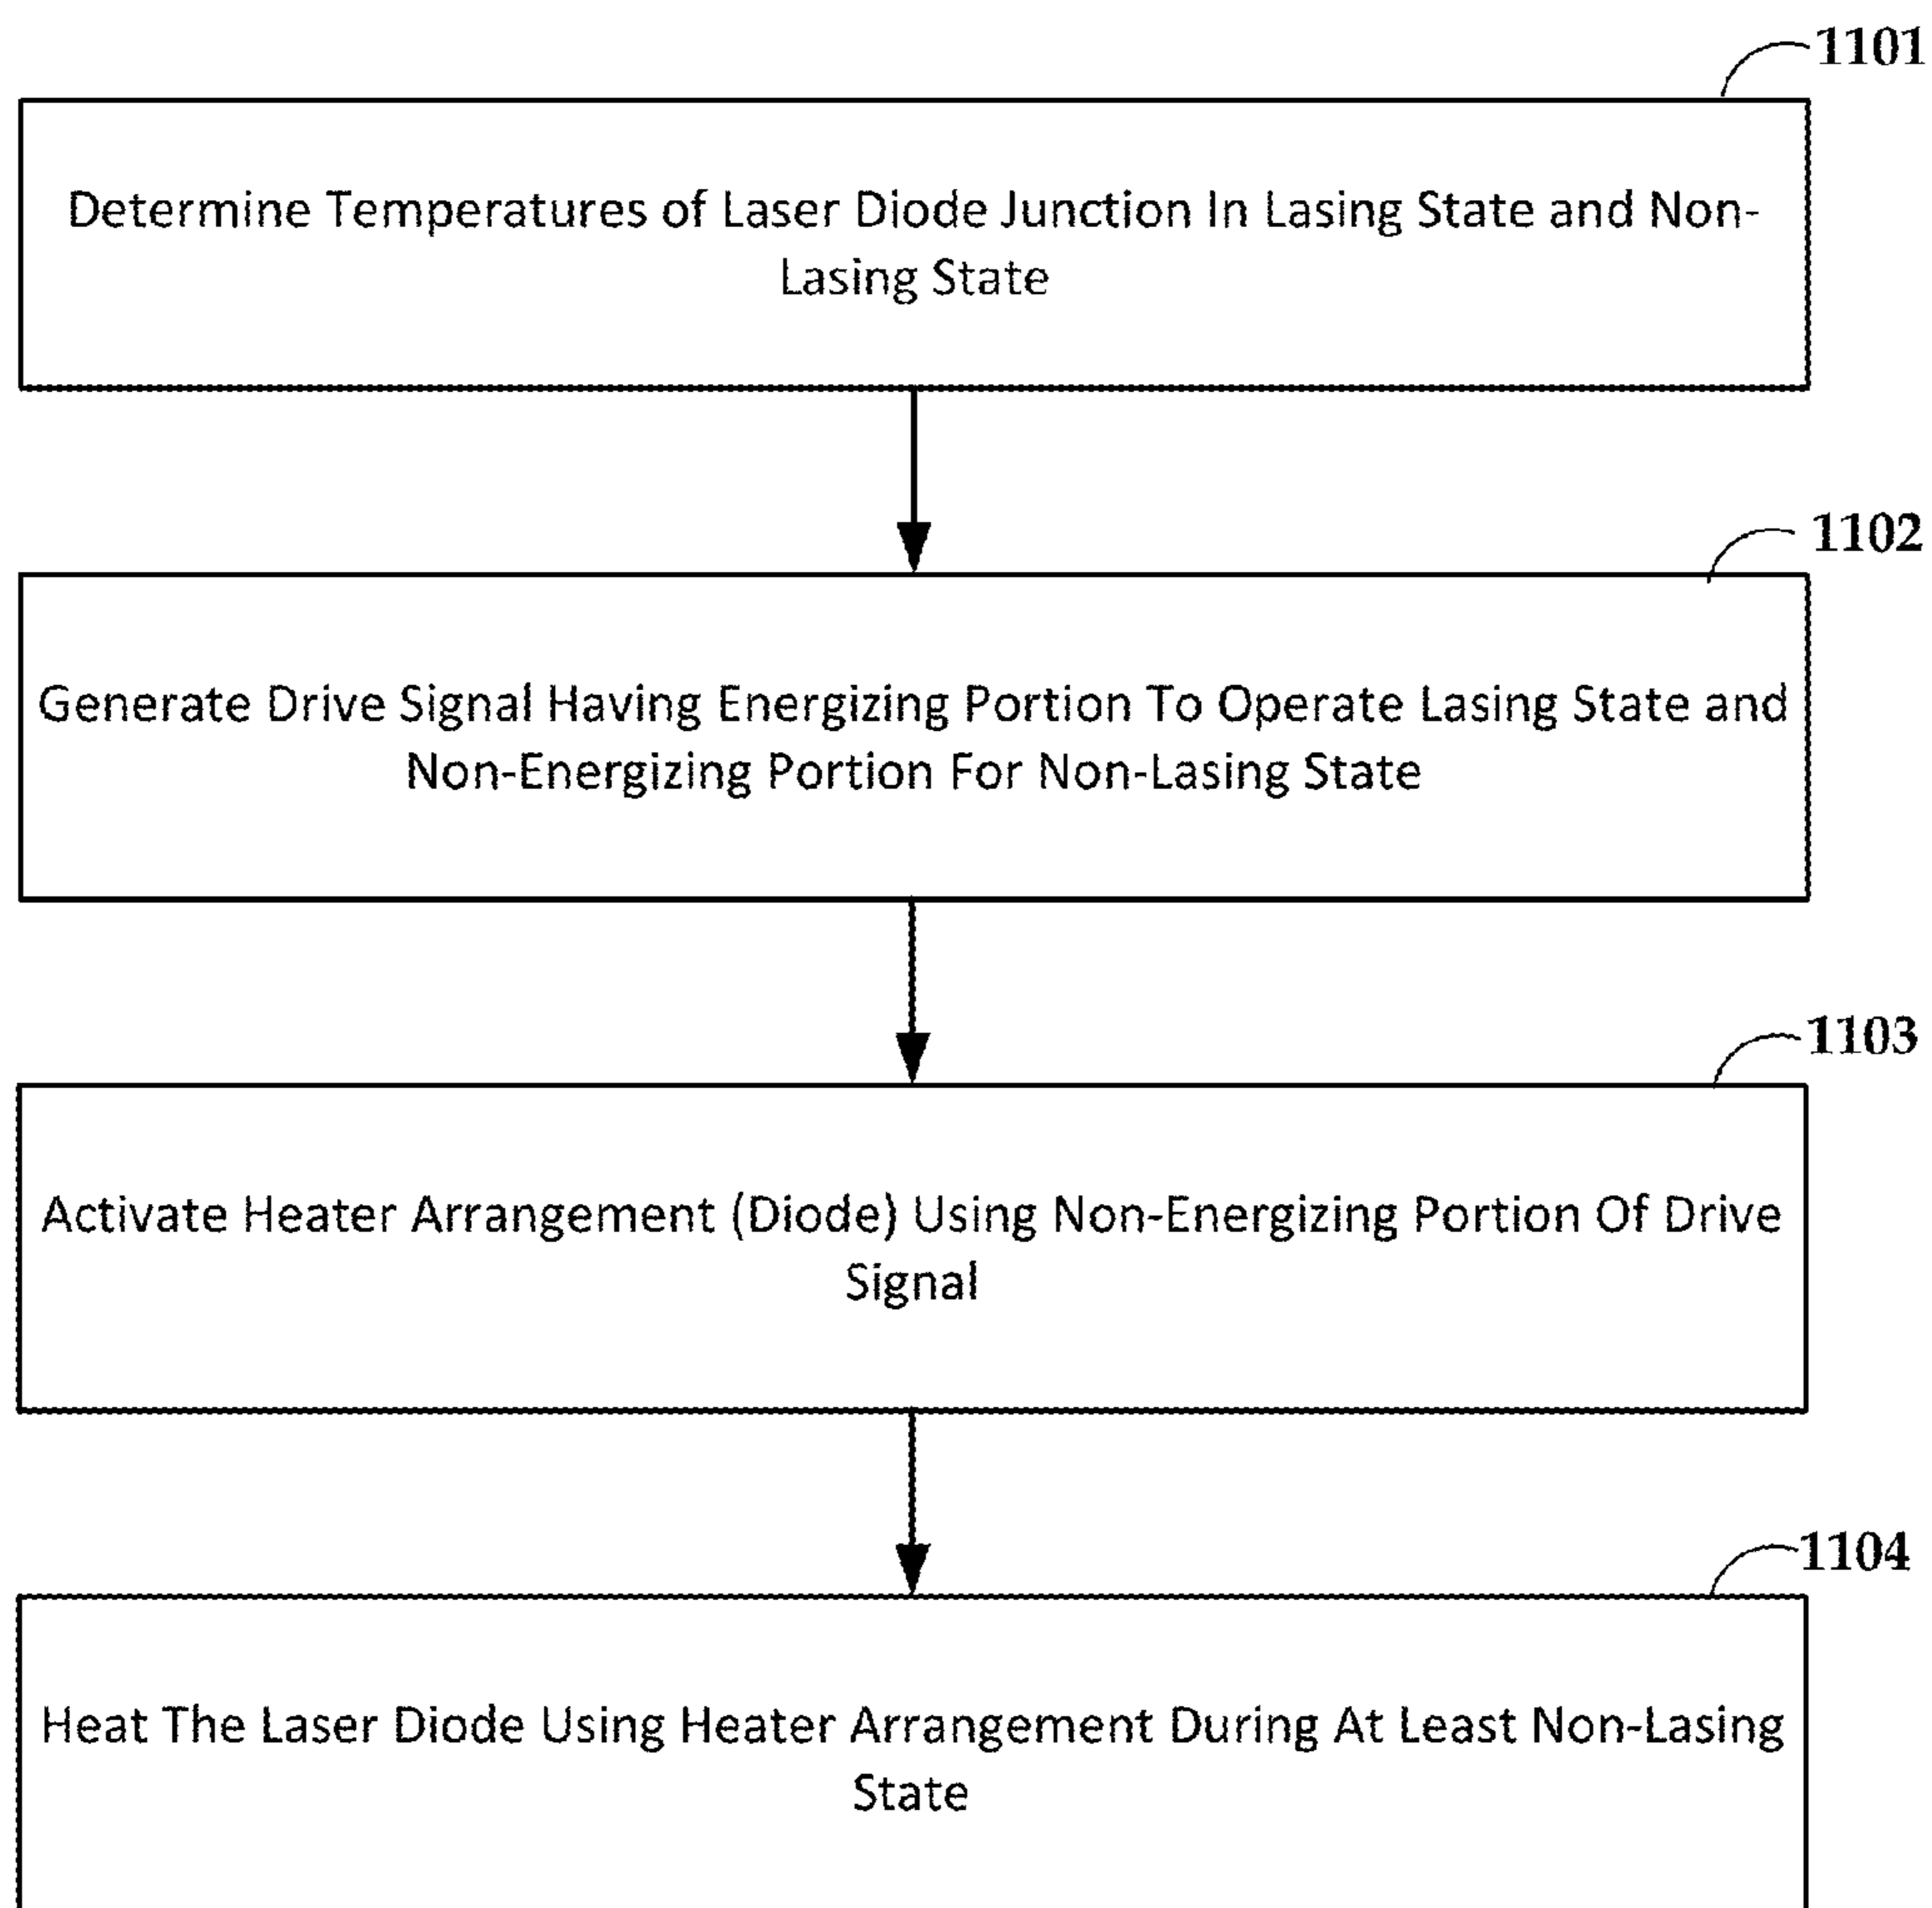 1101
Determine Temperatures of Laser Diode Junction In Lasing State and Non-
Lasing State
1102
Generate Drive Signal Having Energizing Portion To Operate Lasing State and
Non-Energizing Portion For Non-Lasing State
1103
Activate Heater Arrangement (Diode) Using Non-Energizing Portion Of Drive
Signal
1104
Heat The Laser Diode Using Heater Arrangement During At Least Non-Lasing
State